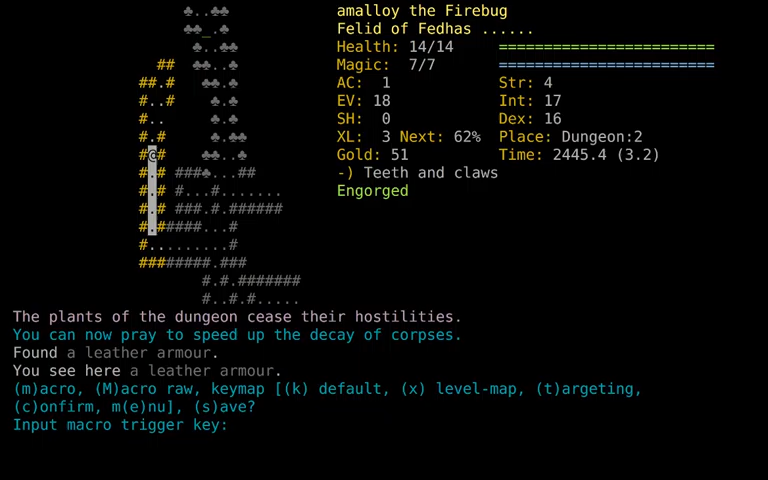 amalloy the Firebug
Felid of Fedhas ......
Health: 14/14 ========================
Magic: 7/7 ========================
AC: 1 Str: 4
EV: 18 Int: 17
SH: 0 Dex: 16
XL: 3 Next: 62% Place: Dungeon:2
Gold: 51 Time: 2445.4 (3.2)
-) Teeth and claws
Engorged
The plants of the dungeon cease their hostilities.
You can now pray to speed up the decay of corpses.
Found a leather armour.
You see here a leather armour.
(m)acro, (M)acro raw, keymap [(k) default, (x) level-map, (t)argeting,
(c)onfirm, m(e)nu], (s)ave?
Input macro trigger key: